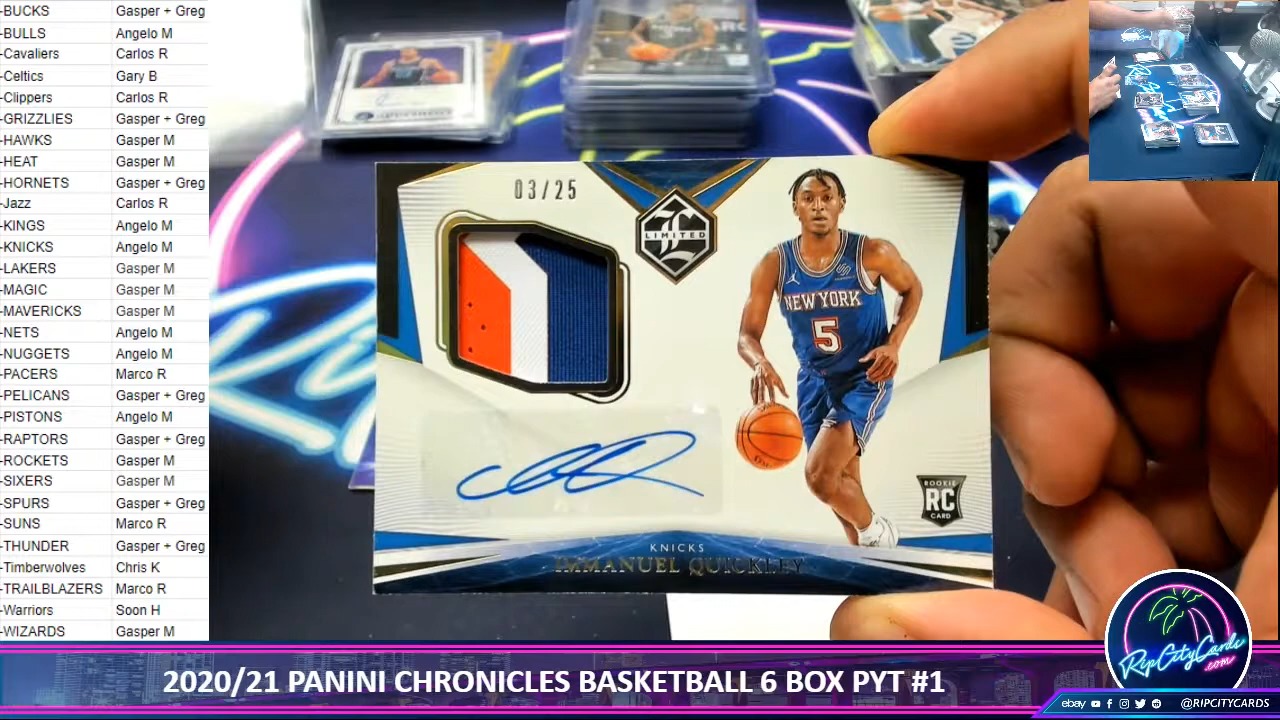 -BUCKS Gasper + Greg
-BULLS Angelo M
-Cavaliers Carlos R
-Celtics Gary B
-Clippers Carlos R
-GRIZZLIES Gasper + Greg
-HAWKS Gasper M
-HEAT Gasper M
-HORNETS Gasper + Greg
-Jazz Carlos R
-KINGS Angelo M
-KNICKS Angelo M
-LAKERS Gasper M
-MAGIC Gasper M
-MAVERICKS Gasper M
-NETS Angelo M
-NUGGETS Angelo M
-PACERS Marco R
-PELICANS Gasper + Greg
-PISTONS Angelo M
-RAPTORS Gasper + Greg
-ROCKETS Gasper M
-SIXERS Gasper M
-SPURS Gasper + Greg
-SUNS Marco R
-THUNDER Gasper + Greg
-Timberwolves Chris K
-TRAILBLAZERS Marco R
-Warriors Soon H
-WIZARDS Gasper M
03/25
LIMITED
NEW YORK
5
ROOKIE
RC
CARD
KNICKS
IMMANUEL QUICKLEY
RipCityCards
.com
2020/21 PANINI CHRONICLES BASKETBALL 6 BOX PYT #1
ebay @RIPCITYCARDS